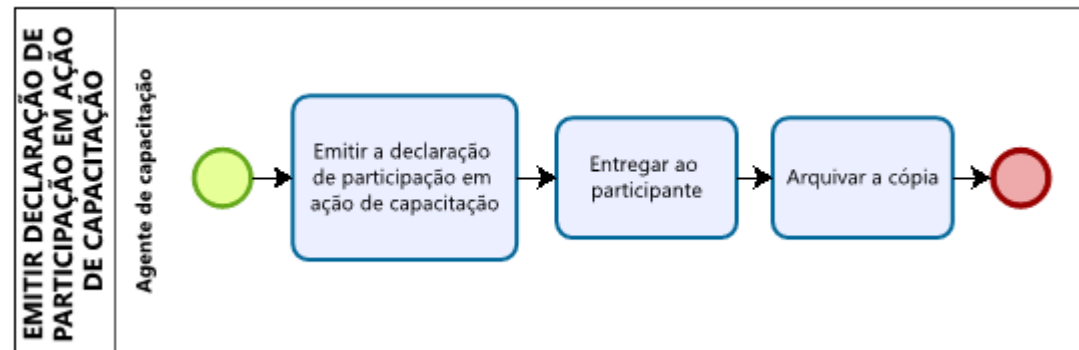 EMITIR DECLARAÇÃO DE
PARTICIPAÇÃO EM AÇÃO
DE CAPACITAÇÃO
Agente de capacitação
Emitir a declaração
de participação em
ação de capacitação
Entregar ao
participante
Arquivar a cópia